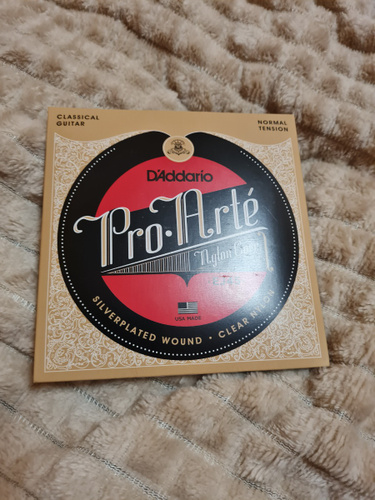 CLASSICAL
GUITAR
NORMAL
TENSION
D'Addario
Pro·Arté
Nylon
USA MADE
SILVERPLATED WOUND • CLEAR NYLON